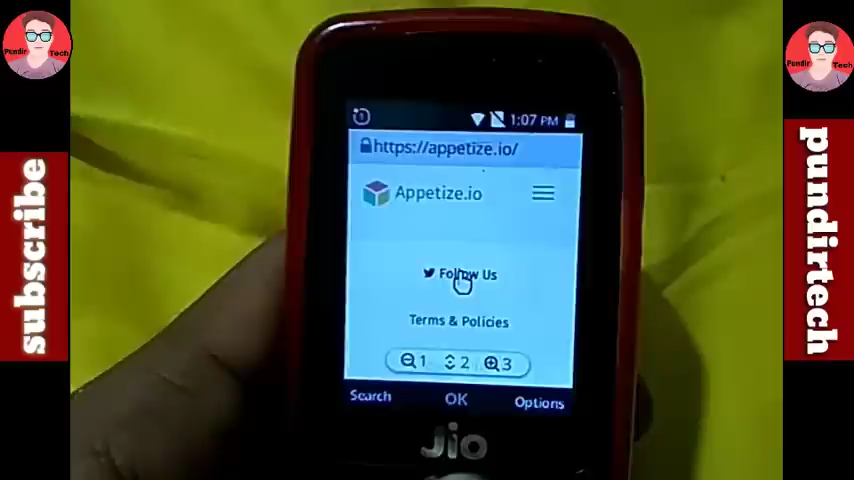 Pundir Tech
Pundir Tech
subscribe
pundirtech
1:07 PM
https://appetize.io/
Appetize.io
Follow Us
Terms & Policies
1 2 3
Search OK Options
Jio